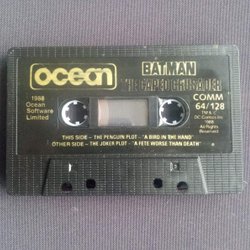 ocean
BATMAN
THE CAPED CRUSADER
1988
Ocean
Software
Limited
COMM
64/128
TM &
DC Comics Inc
1988
All Rights
Reserved
THIS SIDE – THE PENGUIN PLOT – "A BIRD IN THE HAND"
OTHER SIDE – THE JOKER PLOT – "A FETE WORSE THAN DEATH"